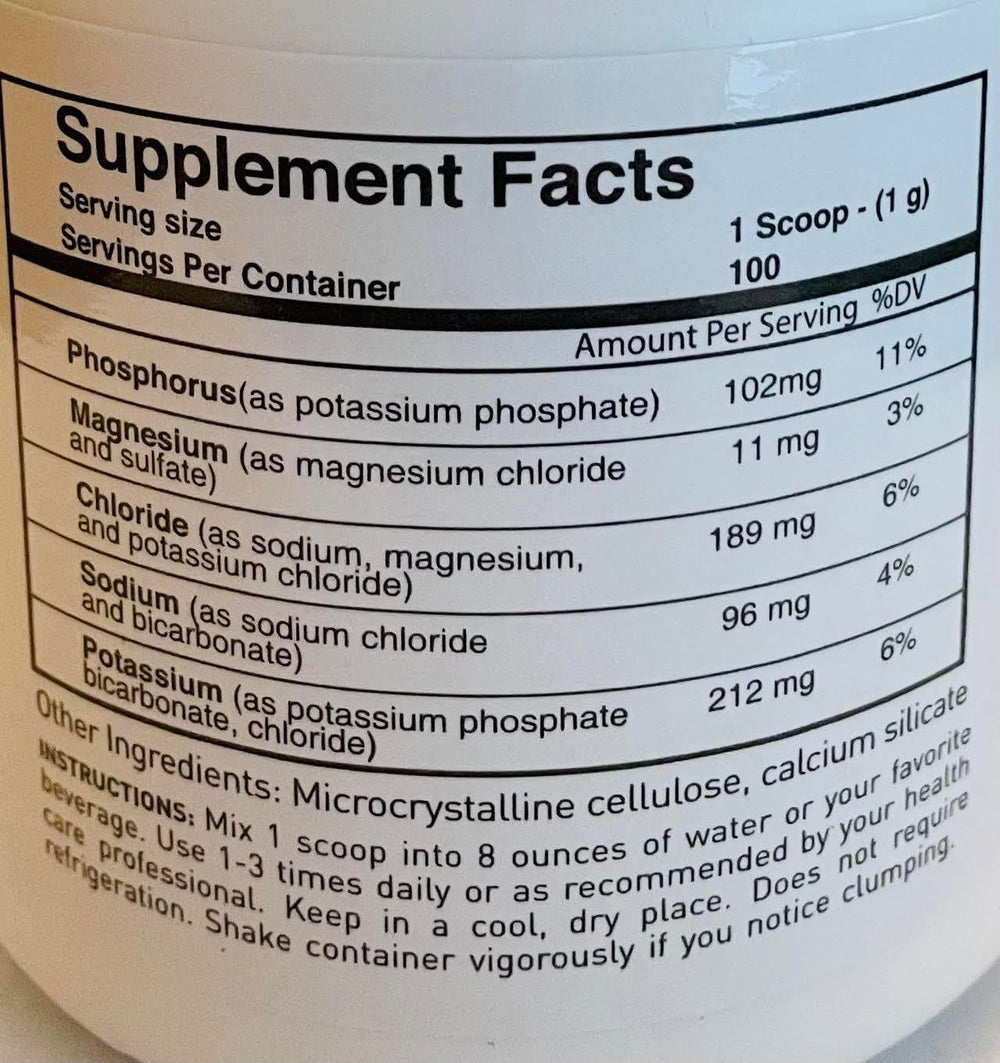 Supplement Facts
Serving size 1 Scoop - (1 g)
Servings Per Container 100
Amount Per Serving %DV
Phosphorus(as potassium phosphate) 102mg 11%
Magnesium (as magnesium chloride 11 mg 3%
and sulfate)
Chloride (as sodium, magnesium, 189 mg 6%
and potassium chloride)
Sodium (as sodium chloride 96 mg 4%
and bicarbonate)
Potassium (as potassium phosphate 212 mg 6%
bicarbonate, chloride)
Other Ingredients: Microcrystalline cellulose, calcium silicate
INSTRUCTIONS: Mix 1 scoop into 8 ounces of water or your favorite
beverage. Use 1-3 times daily or as recommended by your health
care professional. Keep in a cool, dry place. Does not require
refrigeration. Shake container vigorously if you notice clumping.